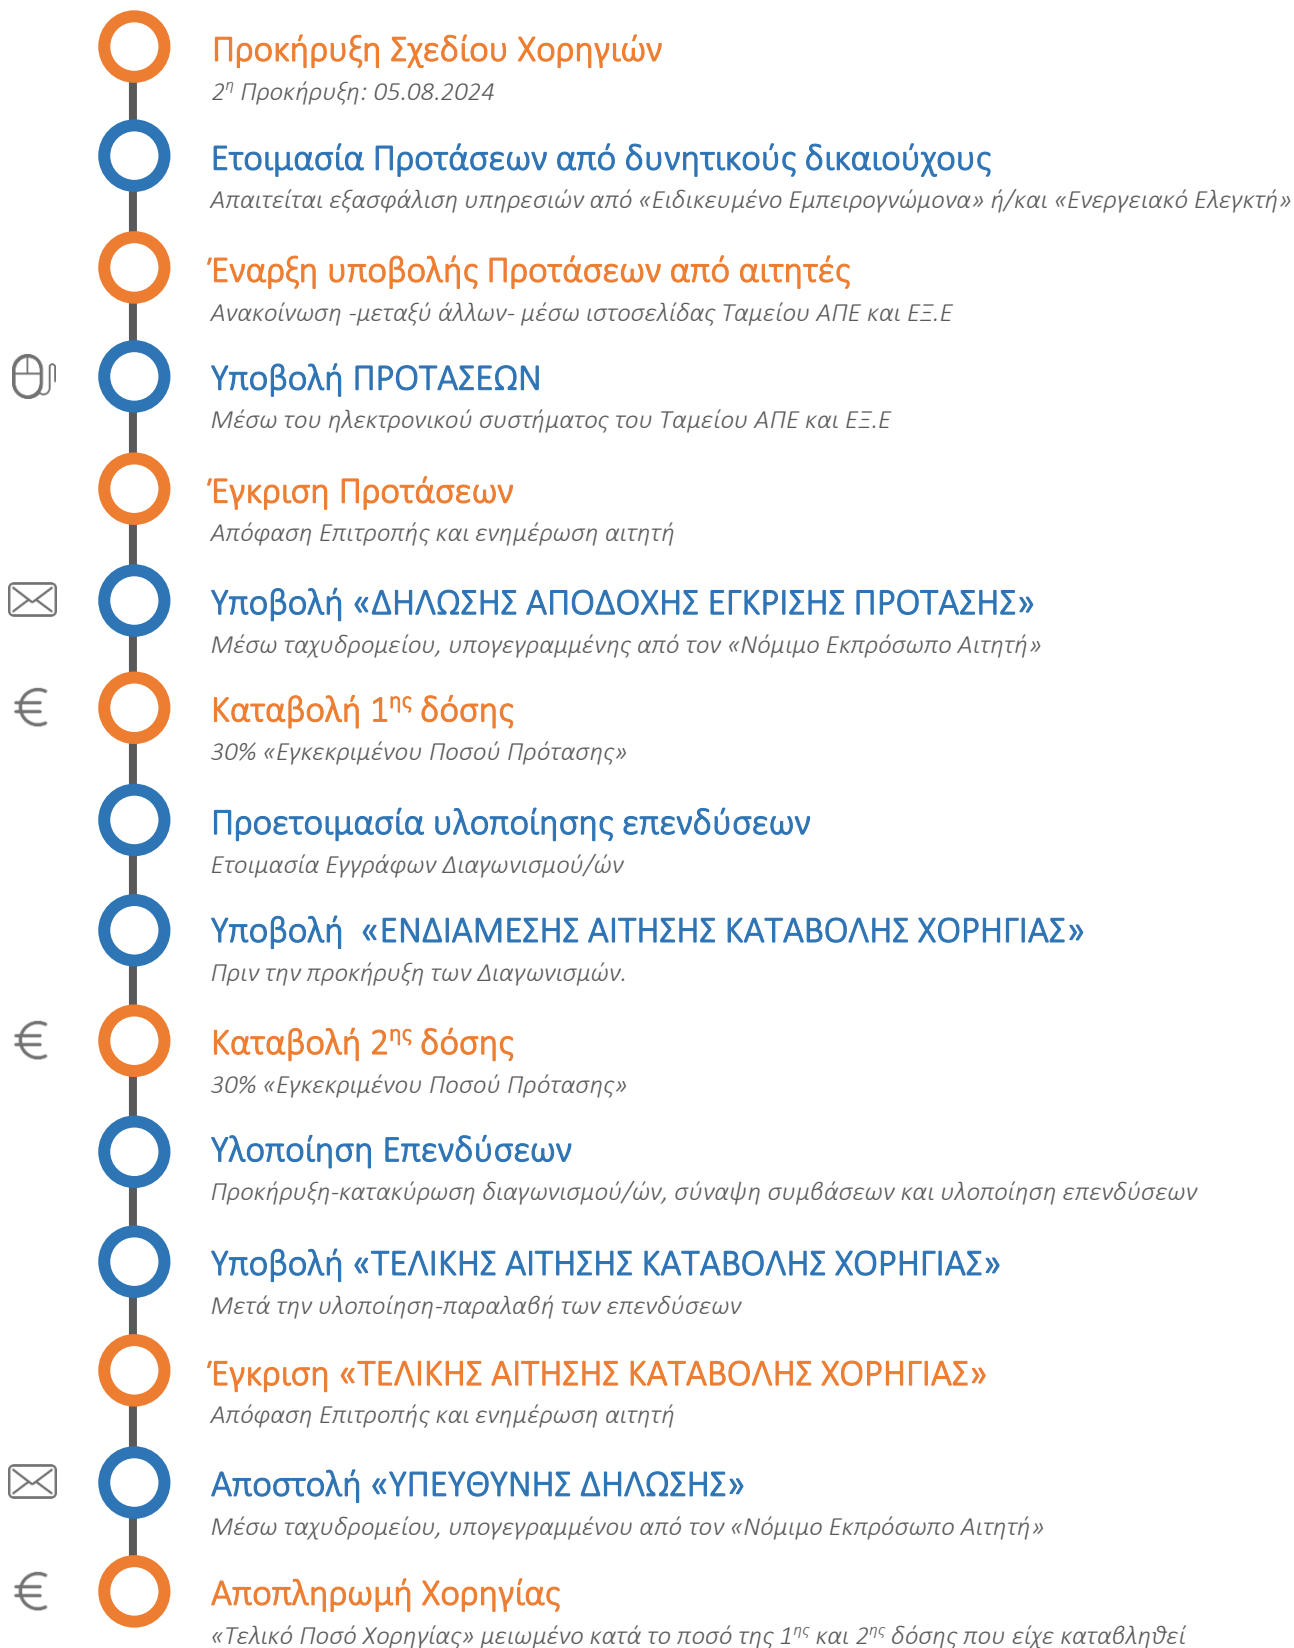 Προκήρυξη Σχεδίου Χορηγιών
2η Προκήρυξη: 05.08.2024
Ετοιμασία Προτάσεων από δυνητικούς δικαιούχους
Απαιτείται εξασφάλιση υπηρεσιών από «Ειδικευμένο Εμπειρογνώμονα» ή/και «Ενεργειακό Ελεγκτή»
Έναρξη υποβολής Προτάσεων από αιτητές
Ανακοίνωση -μεταξύ άλλων- μέσω ιστοσελίδας Ταμείου ΑΠΕ και ΕΞ.Ε
Υποβολή ΠΡΟΤΑΣΕΩΝ
Μέσω του ηλεκτρονικού συστήματος του Ταμείου ΑΠΕ και ΕΞ.Ε
Έγκριση Προτάσεων
Απόφαση Επιτροπής και ενημέρωση αιτητή
Υποβολή «ΔΗΛΩΣΗΣ ΑΠΟΔΟΧΗΣ ΕΓΚΡΙΣΗΣ ΠΡΟΤΑΣΗΣ»
Μέσω ταχυδρομείου, υπογεγραμμένης από τον «Νόμιμο Εκπρόσωπο Αιτητή»
€ Καταβολή 1ης δόσης
30% «Εγκεκριμένου Ποσού Πρότασης»
Προετοιμασία υλοποίησης επενδύσεων
Ετοιμασία Εγγράφων Διαγωνισμού/ών
Υποβολή «ΕΝΔΙΑΜΕΣΗΣ ΑΙΤΗΣΗΣ ΚΑΤΑΒΟΛΗΣ ΧΟΡΗΓΙΑΣ»
Πριν την προκήρυξη των Διαγωνισμών.
€ Καταβολή 2ης δόσης
30% «Εγκεκριμένου Ποσού Πρότασης»
Υλοποίηση Επενδύσεων
Προκήρυξη-κατακύρωση διαγωνισμού/ών, σύναψη συμβάσεων και υλοποίηση επενδύσεων
Υποβολή «ΤΕΛΙΚΗΣ ΑΙΤΗΣΗΣ ΚΑΤΑΒΟΛΗΣ ΧΟΡΗΓΙΑΣ»
Μετά την υλοποίηση-παραλαβή των επενδύσεων
Έγκριση «ΤΕΛΙΚΗΣ ΑΙΤΗΣΗΣ ΚΑΤΑΒΟΛΗΣ ΧΟΡΗΓΙΑΣ»
Απόφαση Επιτροπής και ενημέρωση αιτητή
Αποστολή «ΥΠΕΥΘΥΝΗΣ ΔΗΛΩΣΗΣ»
Μέσω ταχυδρομείου, υπογεγραμμένου από τον «Νόμιμο Εκπρόσωπο Αιτητή»
€ Αποπληρωμή Χορηγίας
«Τελικό Ποσό Χορηγίας» μειωμένο κατά το ποσό της 1ης και 2ης δόσης που είχε καταβληθεί